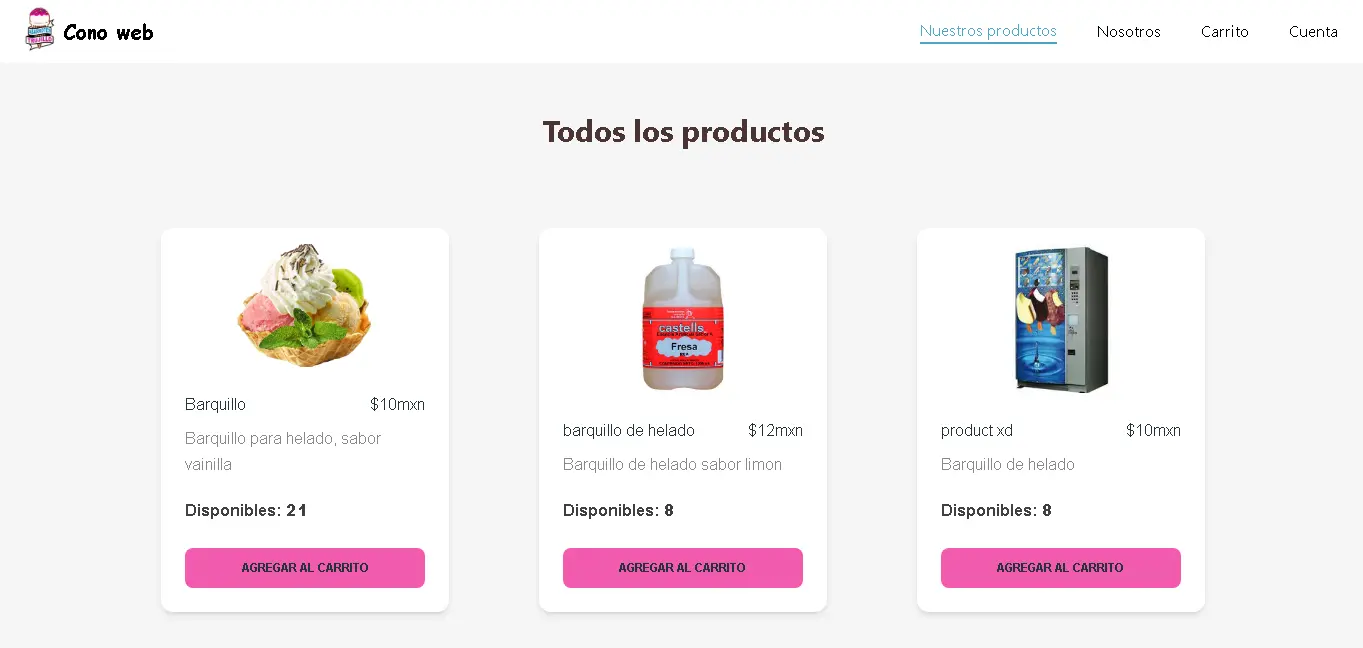 Cono web
Nuestros productos
Nosotros
Carrito
Cuenta
Todos los productos
castells
Fresa
Barquillo
$10mxn
Barquillo para helado, sabor
vainilla
Disponibles: 21
AGREGAR AL CARRITO
barquillo de helado
$12mxn
Barquillo de helado sabor limon
Disponibles: 8
AGREGAR AL CARRITO
product xd
$10mxn
Barquillo de helado
Disponibles: 8
AGREGAR AL CARRITO